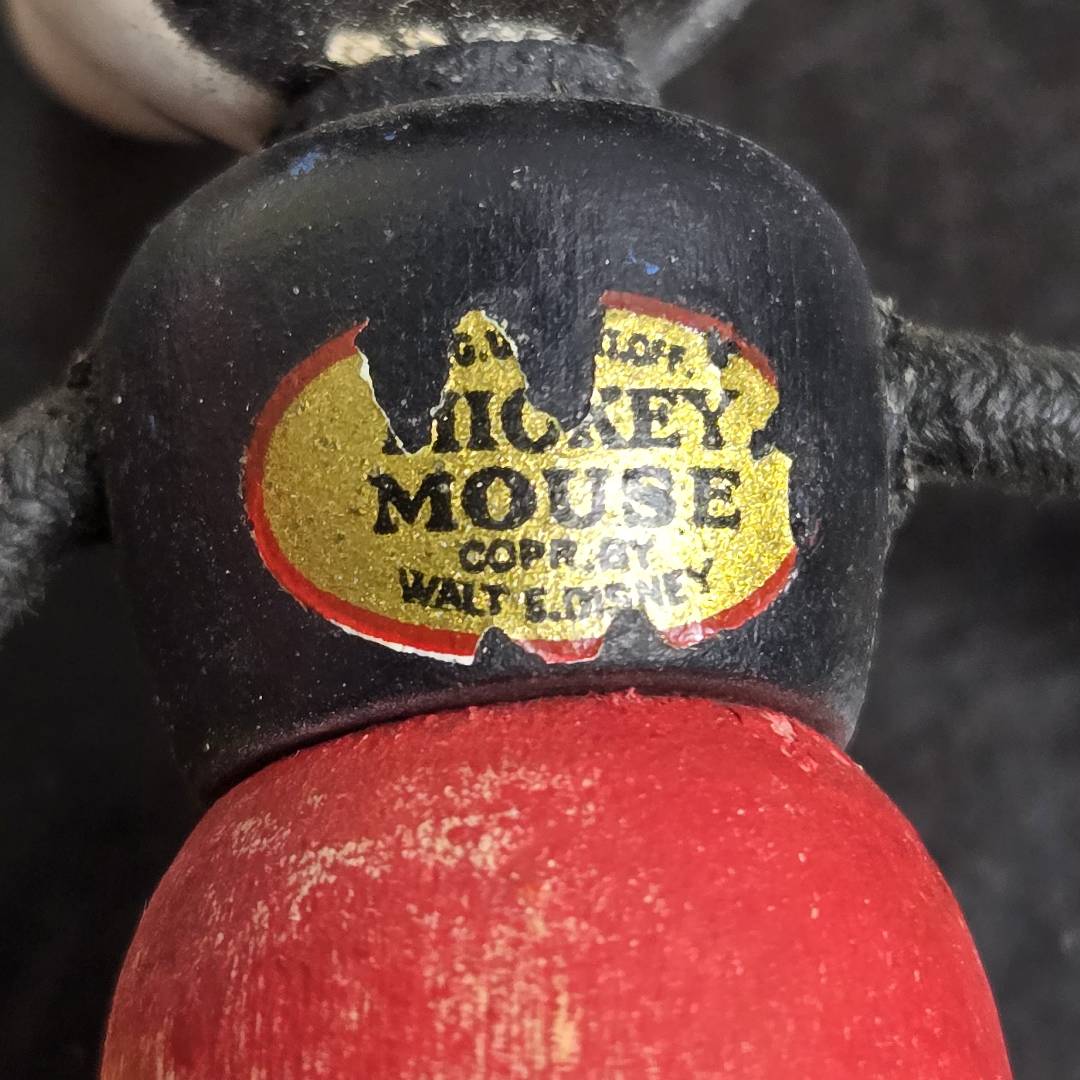 MICKEY
MOUSE
COPR. BY
WALT E. DISNEY